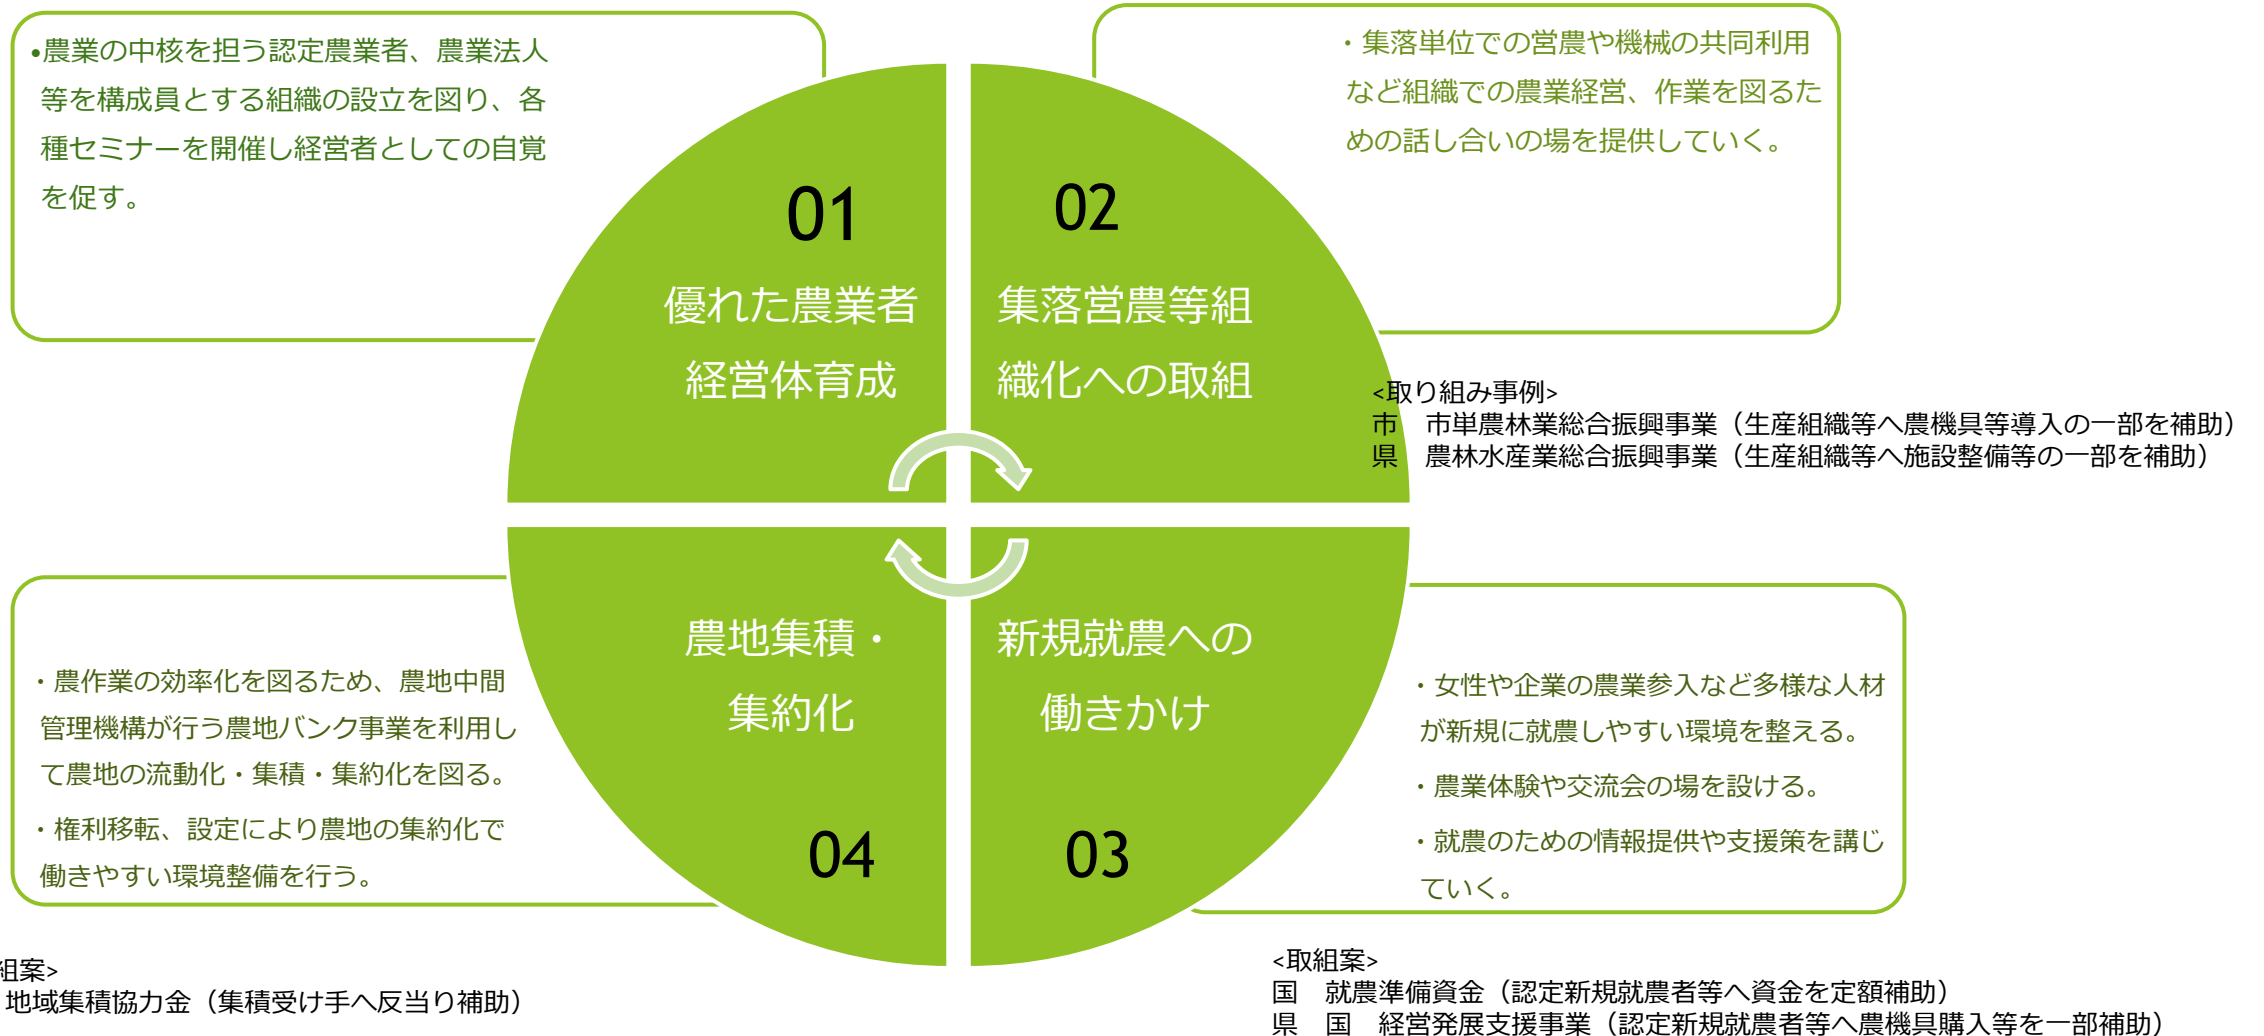 •農業の中核を担う認定農業者、農業法人
等を構成員とする組織の設立を図り、各
種セミナーを開催し経営者としての自覚
を促す。
01
優れた農業者
経営体育成
・集落単位での営農や機械の共同利用
など組織での農業経営、作業を図るた
めの話し合いの場を提供していく。
02
集落営農等組
織化への取組
<取り組み事例>
市　市単農林業総合振興事業（生産組織等へ農機具等導入の一部を補助）
県　農林水産業総合振興事業（生産組織等へ施設整備等の一部を補助）
農地集積・
集約化
04
・農作業の効率化を図るため、農地中間
管理機構が行う農地バンク事業を利用し
て農地の流動化・集積・集約化を図る。
・権利移転、設定により農地の集約化で
働きやすい環境整備を行う。
新規就農への
働きかけ
03
・女性や企業の農業参入など多様な人材
が新規に就農しやすい環境を整える。
・農業体験や交流会の場を設ける。
・就農のための情報提供や支援策を講じ
ていく。
組案>
地域集積協力金（集積受け手へ反当り補助）
<取組案>
国　就農準備資金（認定新規就農者等へ資金を定額補助）
県　国　経営発展支援事業（認定新規就農者等へ農機具購入等を一部補助）